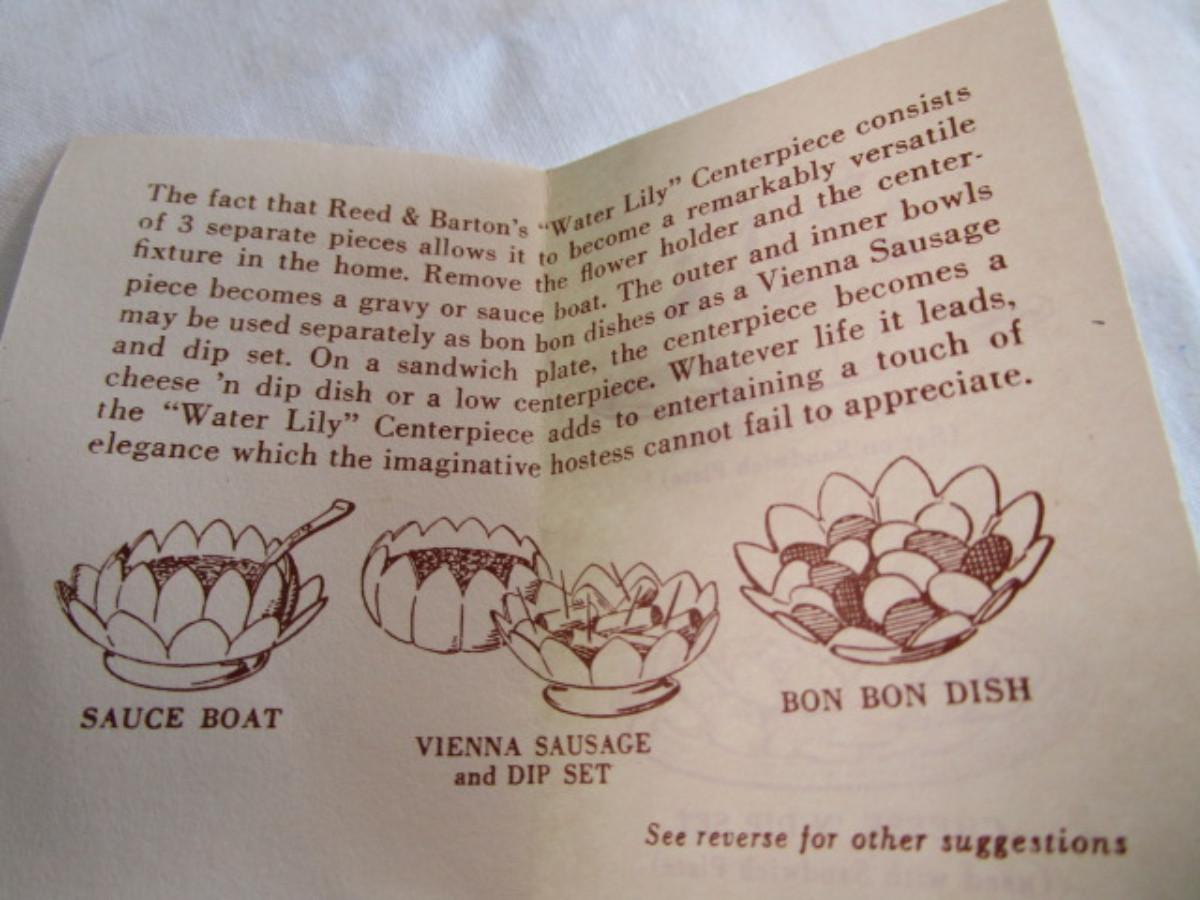 The fact that Reed & Barton's “Water Lily” Centerpiece consists
of 3 separate pieces allows it to become a remarkably versatile
fixture in the home. Remove the flower holder and the center-
piece becomes a gravy or sauce boat. The outer and inner bowls
may be used separately as bon bon dishes or as a Vienna Sausage
and dip set. On a sandwich plate, the centerpiece becomes a
cheese 'n dip dish or a low centerpiece. Whatever life it leads,
the “Water Lily” Centerpiece adds to entertaining a touch of
elegance which the imaginative hostess cannot fail to appreciate.
SAUCE BOAT
VIENNA SAUSAGE
and DIP SET
BON BON DISH
See reverse for other suggestions